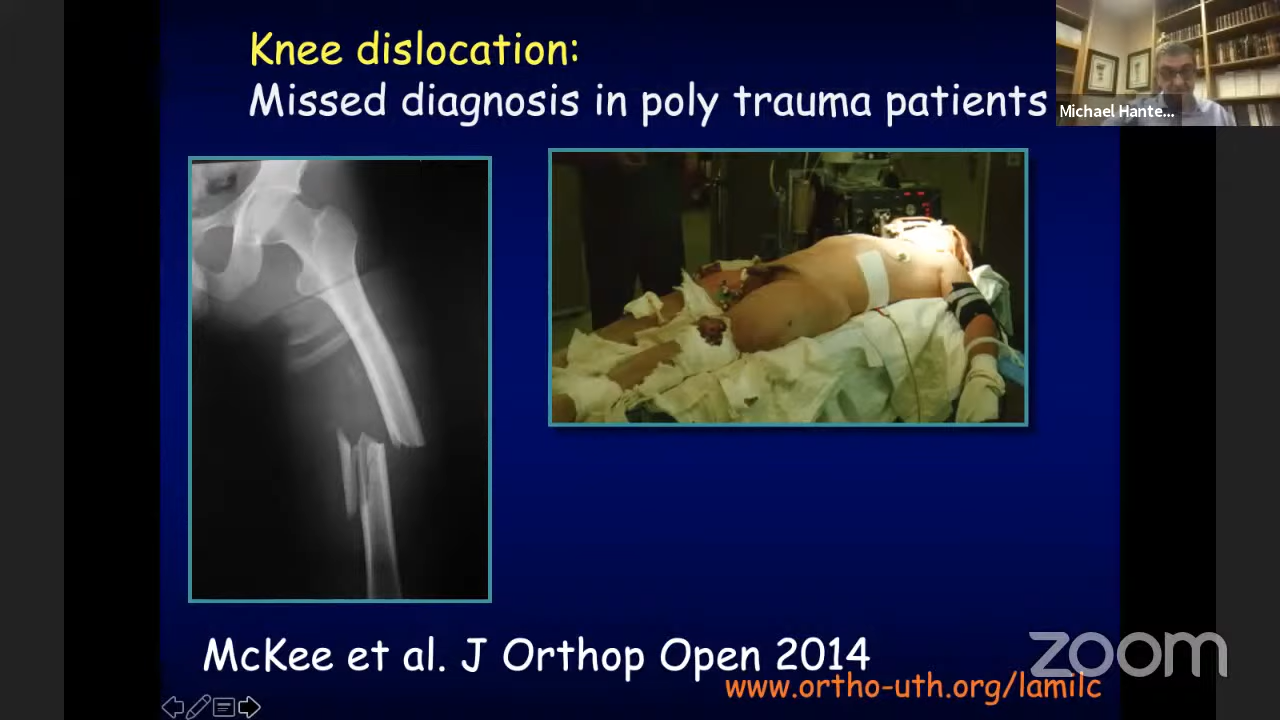 Knee dislocation:
Missed diagnosis in poly trauma patients
Michael Hante...
McKee et al. J Orthop Open 2014
www.ortho-uth.org/lamilc
zoom